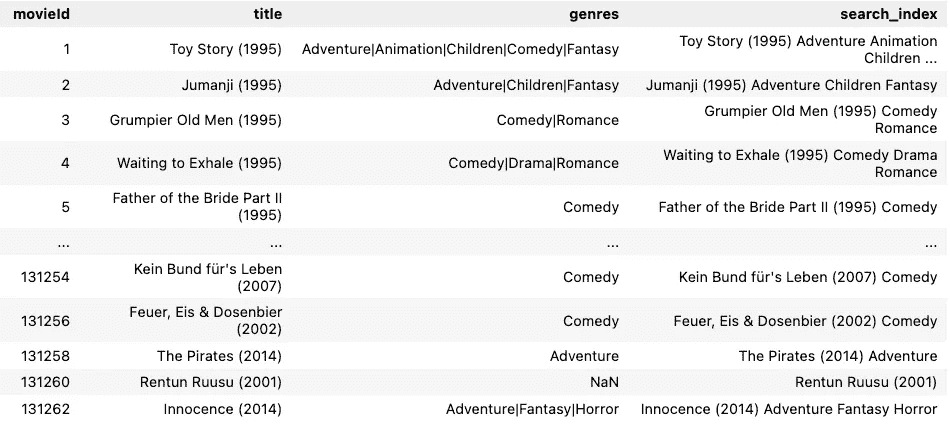 movieId title genres search_index
1 Toy Story (1995) Adventure|Animation|Children|Comedy|Fantasy Toy Story (1995) Adventure Animation
Children ...
2 Jumanji (1995) Adventure|Children|Fantasy Jumanji (1995) Adventure Children Fantasy
3 Grumpier Old Men (1995) Comedy|Romance Grumpier Old Men (1995) Comedy
Romance
4 Waiting to Exhale (1995) Comedy|Drama|Romance Waiting to Exhale (1995) Comedy Drama
Romance
5 Father of the Bride Part II
(1995) Comedy Father of the Bride Part II (1995) Comedy
... ... ... ...
131254 Kein Bund für's Leben
(2007) Comedy Kein Bund für's Leben (2007) Comedy
131256 Feuer, Eis & Dosenbier
(2002) Comedy Feuer, Eis & Dosenbier (2002) Comedy
131258 The Pirates (2014) Adventure The Pirates (2014) Adventure
131260 Rentun Ruusu (2001) NaN Rentun Ruusu (2001)
131262 Innocence (2014) Adventure|Fantasy|Horror Innocence (2014) Adventure Fantasy Horror